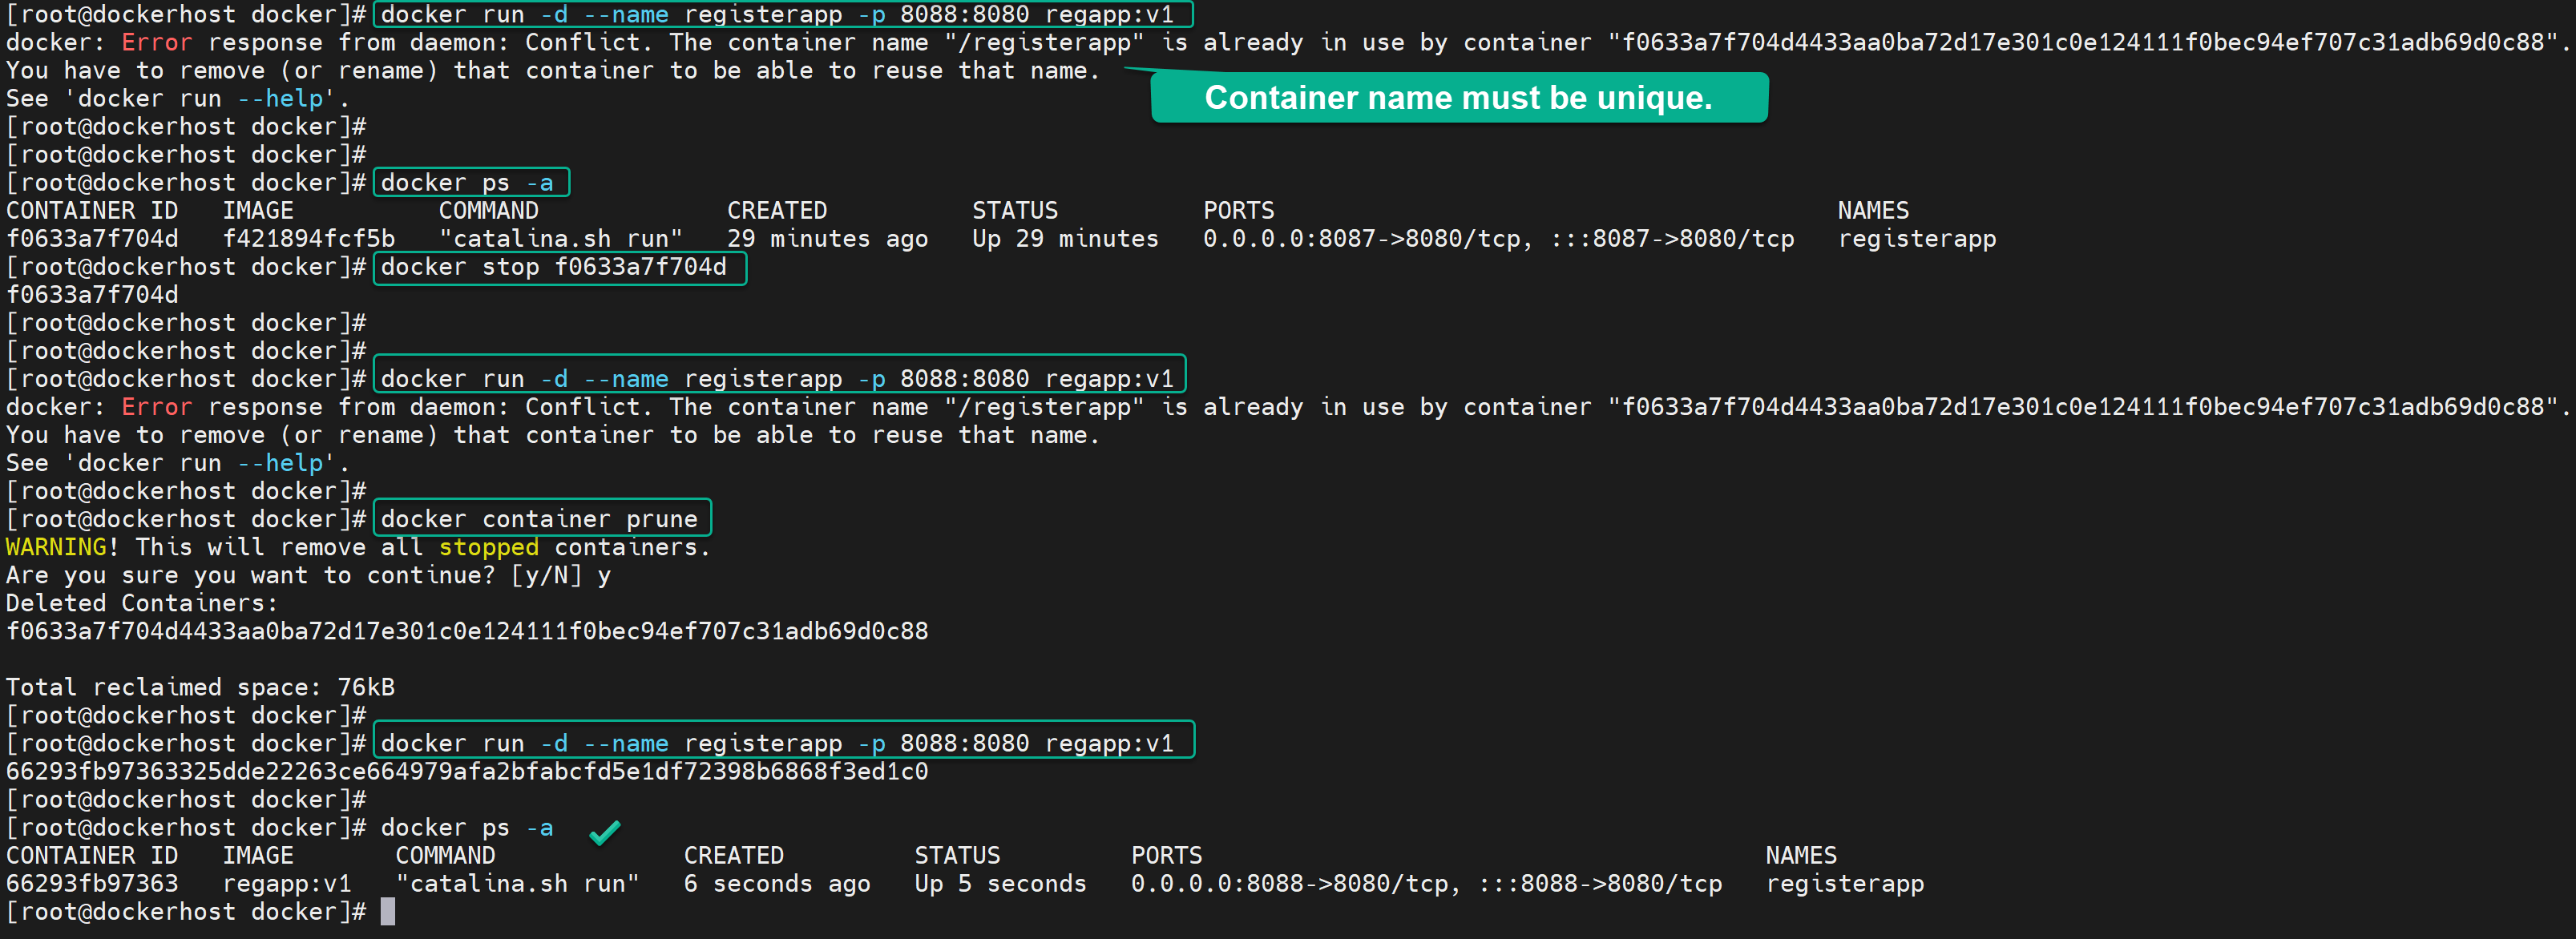 [root@dockerhost docker]# docker run -d --name registerapp -p 8088:8080 regapp:v1
docker: Error response from daemon: Conflict. The container name "/registerapp" is already in use by container "f0633a7f704d4433aa0ba72d17e301c0e124111f0bec94ef707c31adb69d0c88".
You have to remove (or rename) that container to be able to reuse that name.
Container name must be unique.
See 'docker run --help'.
[root@dockerhost docker]#
[root@dockerhost docker]#
[root@dockerhost docker]# docker ps -a
CONTAINER ID   IMAGE          COMMAND             CREATED          STATUS          PORTS                                       NAMES
f0633a7f704d   f421894fcf5b   "catalina.sh run"   29 minutes ago   Up 29 minutes   0.0.0.0:8087->8080/tcp, :::8087->8080/tcp   registerapp
[root@dockerhost docker]# docker stop f0633a7f704d
f0633a7f704d
[root@dockerhost docker]#
[root@dockerhost docker]#
[root@dockerhost docker]# docker run -d --name registerapp -p 8088:8080 regapp:v1
docker: Error response from daemon: Conflict. The container name "/registerapp" is already in use by container "f0633a7f704d4433aa0ba72d17e301c0e124111f0bec94ef707c31adb69d0c88".
You have to remove (or rename) that container to be able to reuse that name.
See 'docker run --help'.
[root@dockerhost docker]#
[root@dockerhost docker]# docker container prune
WARNING! This will remove all stopped containers.
Are you sure you want to continue? [y/N] y
Deleted Containers:
f0633a7f704d4433aa0ba72d17e301c0e124111f0bec94ef707c31adb69d0c88
Total reclaimed space: 76kB
[root@dockerhost docker]#
[root@dockerhost docker]# docker run -d --name registerapp -p 8088:8080 regapp:v1
66293fb97363325dde22263ce664979afa2bfabcfd5e1df72398b6868f3ed1c0
[root@dockerhost docker]#
[root@dockerhost docker]# docker ps -a
CONTAINER ID   IMAGE       COMMAND             CREATED         STATUS         PORTS                                       NAMES
66293fb97363   regapp:v1   "catalina.sh run"   6 seconds ago   Up 5 seconds   0.0.0.0:8088->8080/tcp, :::8088->8080/tcp   registerapp
[root@dockerhost docker]#